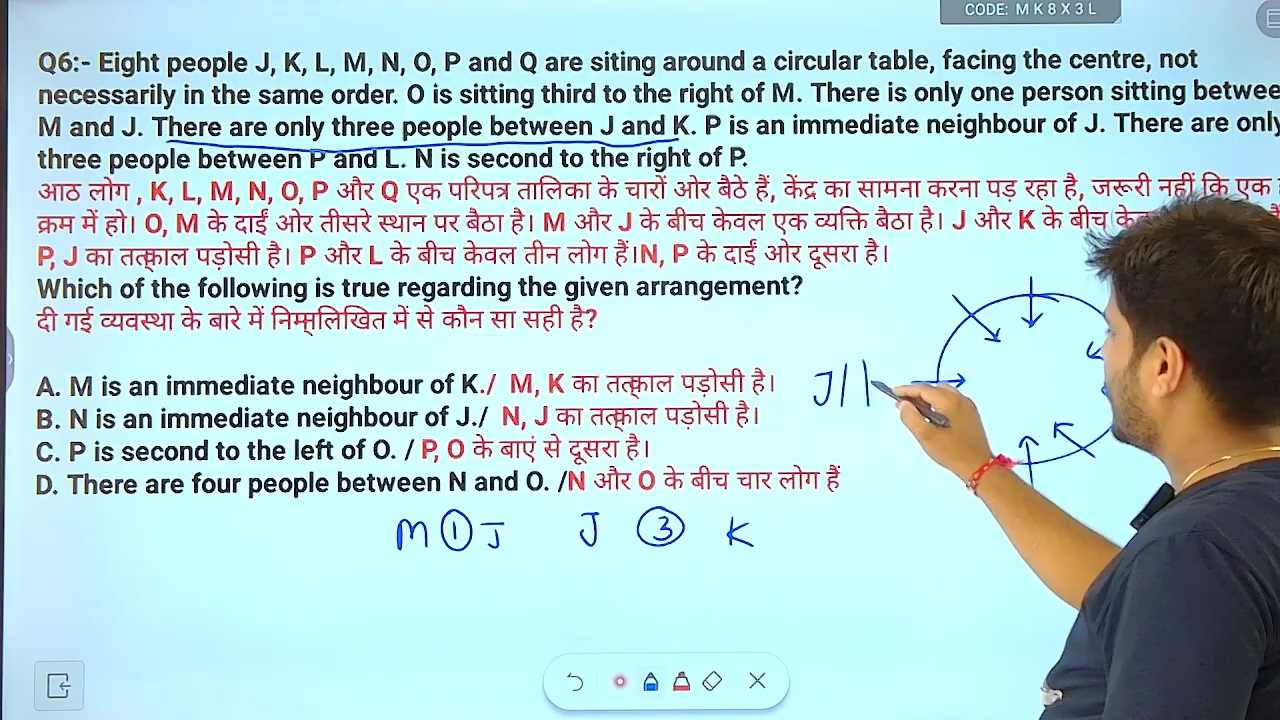 CODE: M K 8 X 3 L
Q6:- Eight people J, K, L, M, N, O, P and Q are siting around a circular table, facing the centre, not
necessarily in the same order. O is sitting third to the right of M. There is only one person sitting betwee
M and J. There are only three people between J and K. P is an immediate neighbour of J. There are only
three people between P and L. N is second to the right of P.
आठ लोग , K, L, M, N, O, P और Q एक परिपत्र तालिका के चारों ओर बैठे हैं, केंद्र का सामना करना पड़ रहा है, जरूरी नहीं कि एक
क्रम में हो। O, M के दाईं ओर तीसरे स्थान पर बैठा है। M और J के बीच केवल एक व्यक्ति बैठा है। J और K के बीच
P, J का तत्काल पड़ोसी है। P और L के बीच केवल तीन लोग हैं।N, P के दाईं ओर दूसरा है।
Which of the following is true regarding the given arrangement?
दी गई व्यवस्था के बारे में निम्नलिखित में से कौन सा सही है?
A. M is an immediate neighbour of K./ M, K का तत्काल पड़ोसी है।
B. N is an immediate neighbour of J./ N, J का तत्काल पड़ोसी है।
C. P is second to the left of O. / P, O के बाएं से दूसरा है।
D. There are four people between N and O. /N और O के बीच चार लोग हैं
J/
M 1 J J 3 K